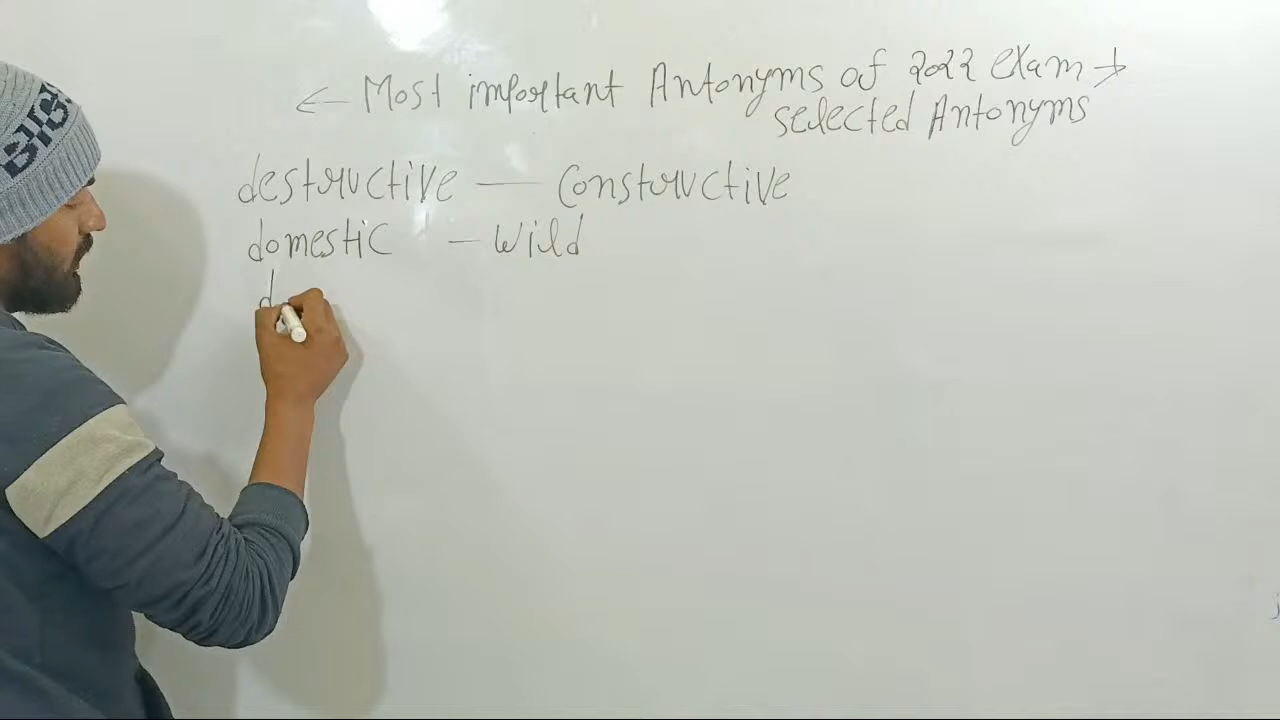 ← Most important Antonyms of 2022 exam →
selected Antonyms
destructive — Constructive
domestic — Wild
d